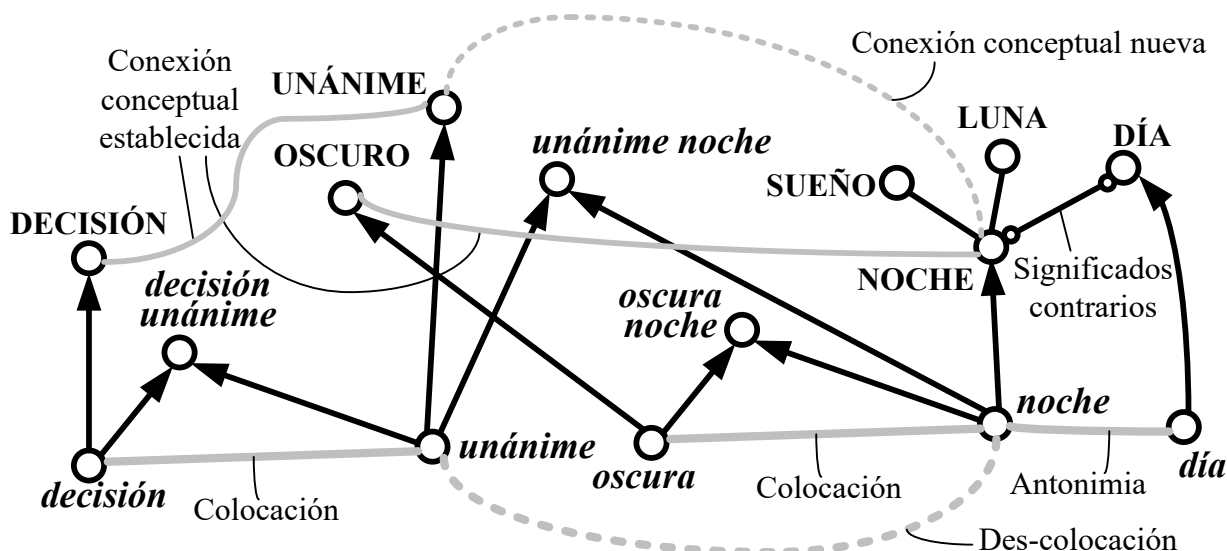 Conexión
conceptual
establecida
UNÁNIME
Conexión conceptual nueva
LUNA
DÍA
OSCURO
unánime noche
SUEÑO
DECISIÓN
NOCHE
Significados
contrarios
decisión
unánime
oscura
noche
noche
decisión
unánime
oscura
día
Colocación
Colocación
Antonimia
Des-colocación